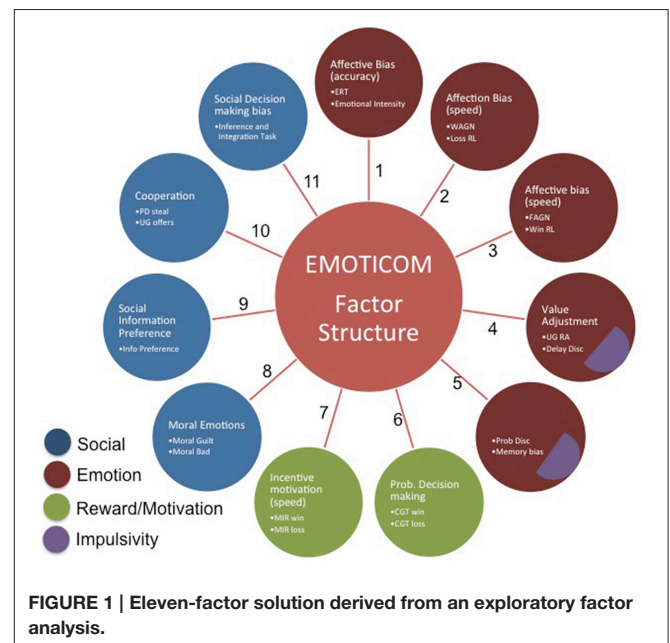 Affective Bias
(accuracy)
•ERT
•Emotional Intensity
1
Affection Bias
(speed)
•WAGN
•Loss RL
2
Affective bias
(speed)
•FAGN
•Win RL
3
Value
Adjustment
•UG RA
•Delay Disc
4
•Prob Disc
•Memory bias
5
Prob. Decision
making
•CGT win
•CGT loss
6
Incentive
motivation
(speed)
•MIR win
•MIR loss
7
Moral Emotions
•Moral Guilt
•Moral Bad
8
Social
Information
Preference
•Info Preference
9
Cooperation
•PD steal
•UG offers
10
Social Decision
making bias
•Inference and
Integration Task
11
EMOTICOM
Factor
Structure
Social
Emotion
Reward/Motivation
Impulsivity
FIGURE 1 | Eleven-factor solution derived from an exploratory factor
analysis.